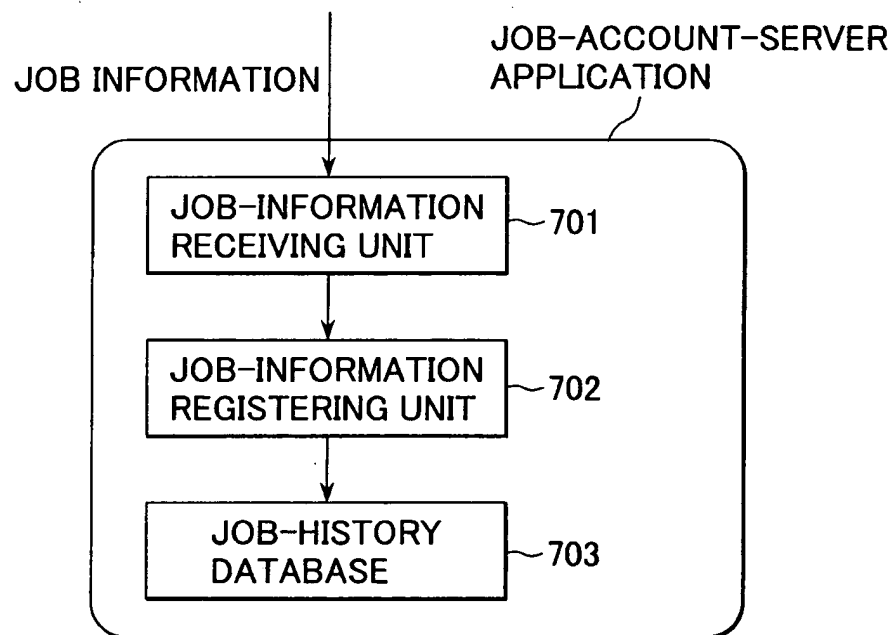 JOB-ACCOUNT-SERVER
APPLICATION
JOB INFORMATION
JOB-INFORMATION
RECEIVING UNIT
701
JOB-INFORMATION
REGISTERING UNIT
702
JOB-HISTORY
DATABASE
703